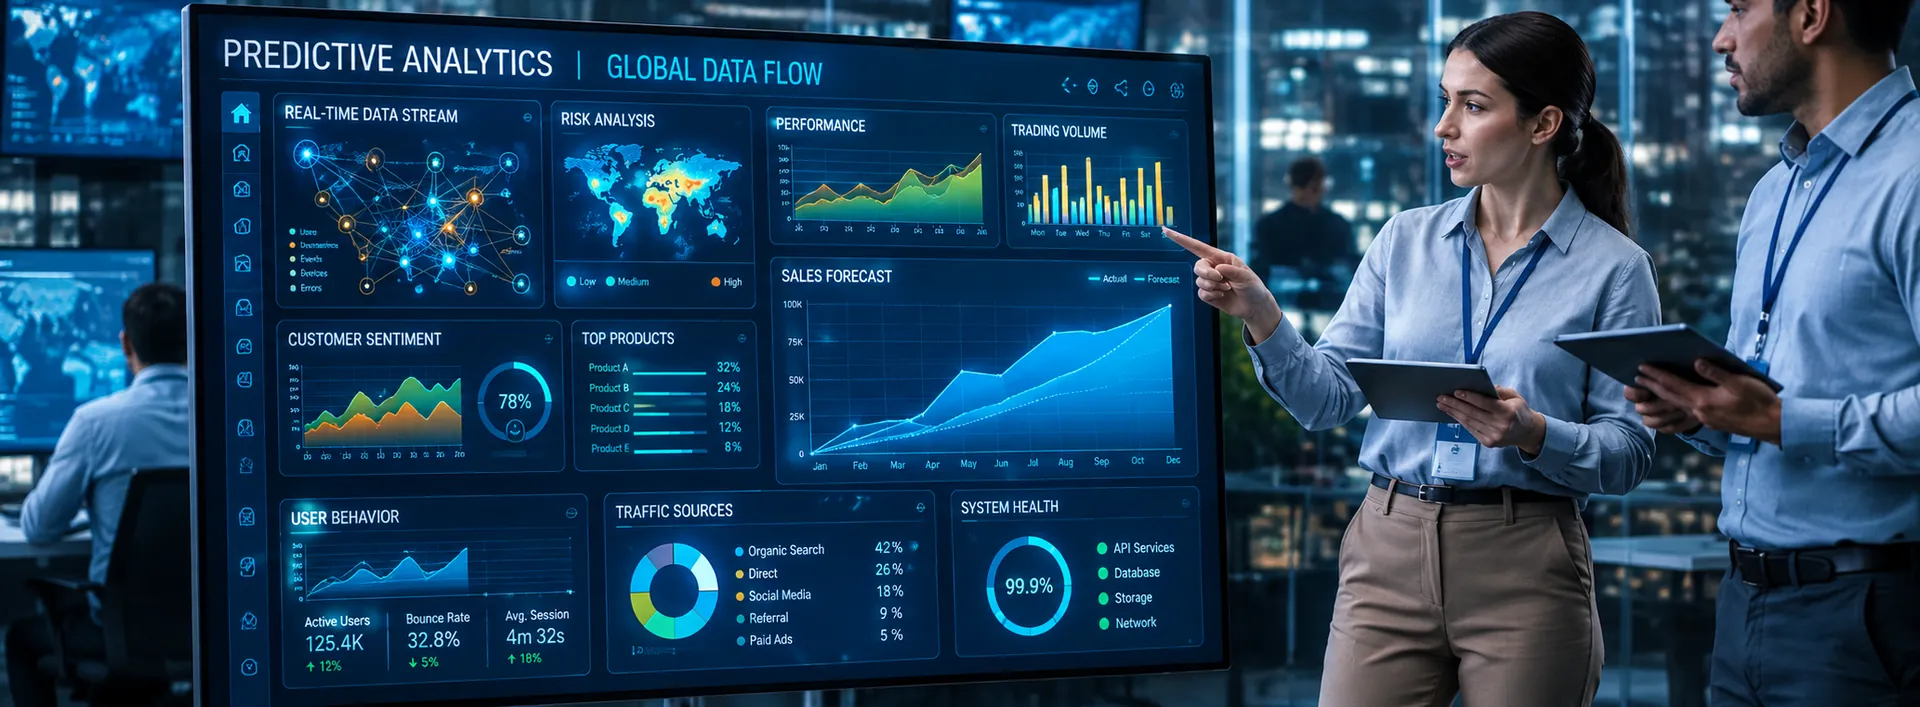 PREDICTIVE ANALYTICS | GLOBAL DATA FLOW
REAL-TIME DATA STREAM
Users
Events
Devices
Errors
RISK ANALYSIS
Low
Medium
High
PERFORMANCE
TRADING VOLUME
Mon Tue Wed Thu Fri Sat
CUSTOMER SENTIMENT
78%
TOP PRODUCTS
Product A 32%
Product B 24%
Product C 18%
Product D 12%
Product E 8%
SALES FORECAST
Actual Forecast
100K
75K
50K
25K
0
Jan Feb Mar Apr May Jun Jul Aug Sep Oct Dec
USER BEHAVIOR
Active Users
125.4K
↑ 12%
Bounce Rate
32.8%
↓ 5%
Avg. Session
4m 32s
↑ 18%
TRAFFIC SOURCES
Organic Search 42%
Direct 26%
Social Media 18%
Referral 9%
Paid Ads 5%
SYSTEM HEALTH
99.9%
API Services
Database
Storage
Network